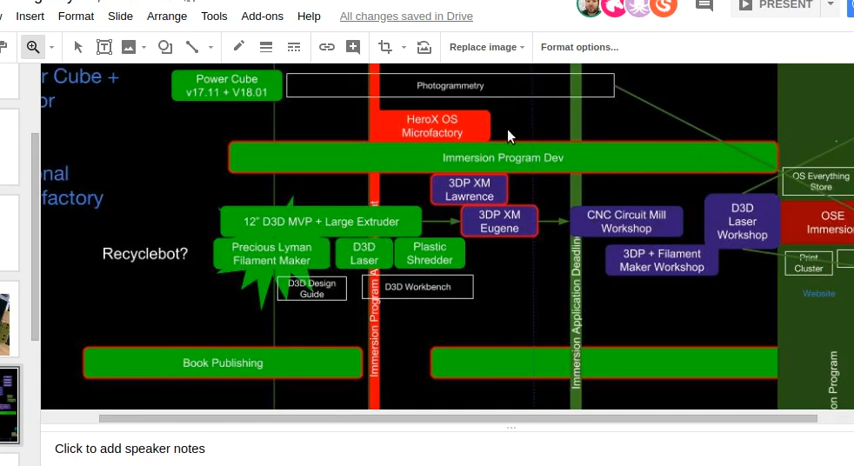 Insert Format Slide Arrange Tools Add-ons Help All changes saved in Drive
PRESENT
Replace image Format options...
r Cube +
or
Power Cube
v17.11 + V18.01
Photogrammetry
HeroX OS
Microfactory
Immersion Program Dev
onal
factory
3DP XM
Lawrence
OS Everything
Store
12" D3D MVP + Large Extruder
3DP XM
Eugene
CNC Circuit Mill
Workshop
D3D
Laser
Workshop
OSE
Immersio
Recyclebot?
Precious Lyman
Filament Maker
D3D
Laser
Plastic
Shredder
3DP + Filament
Maker Workshop
Print
Cluster
D3D Design
Guide
D3D Workbench
Website
Immersion Program A
Immersion Application Deadlin
Book Publishing
on Program
Click to add speaker notes